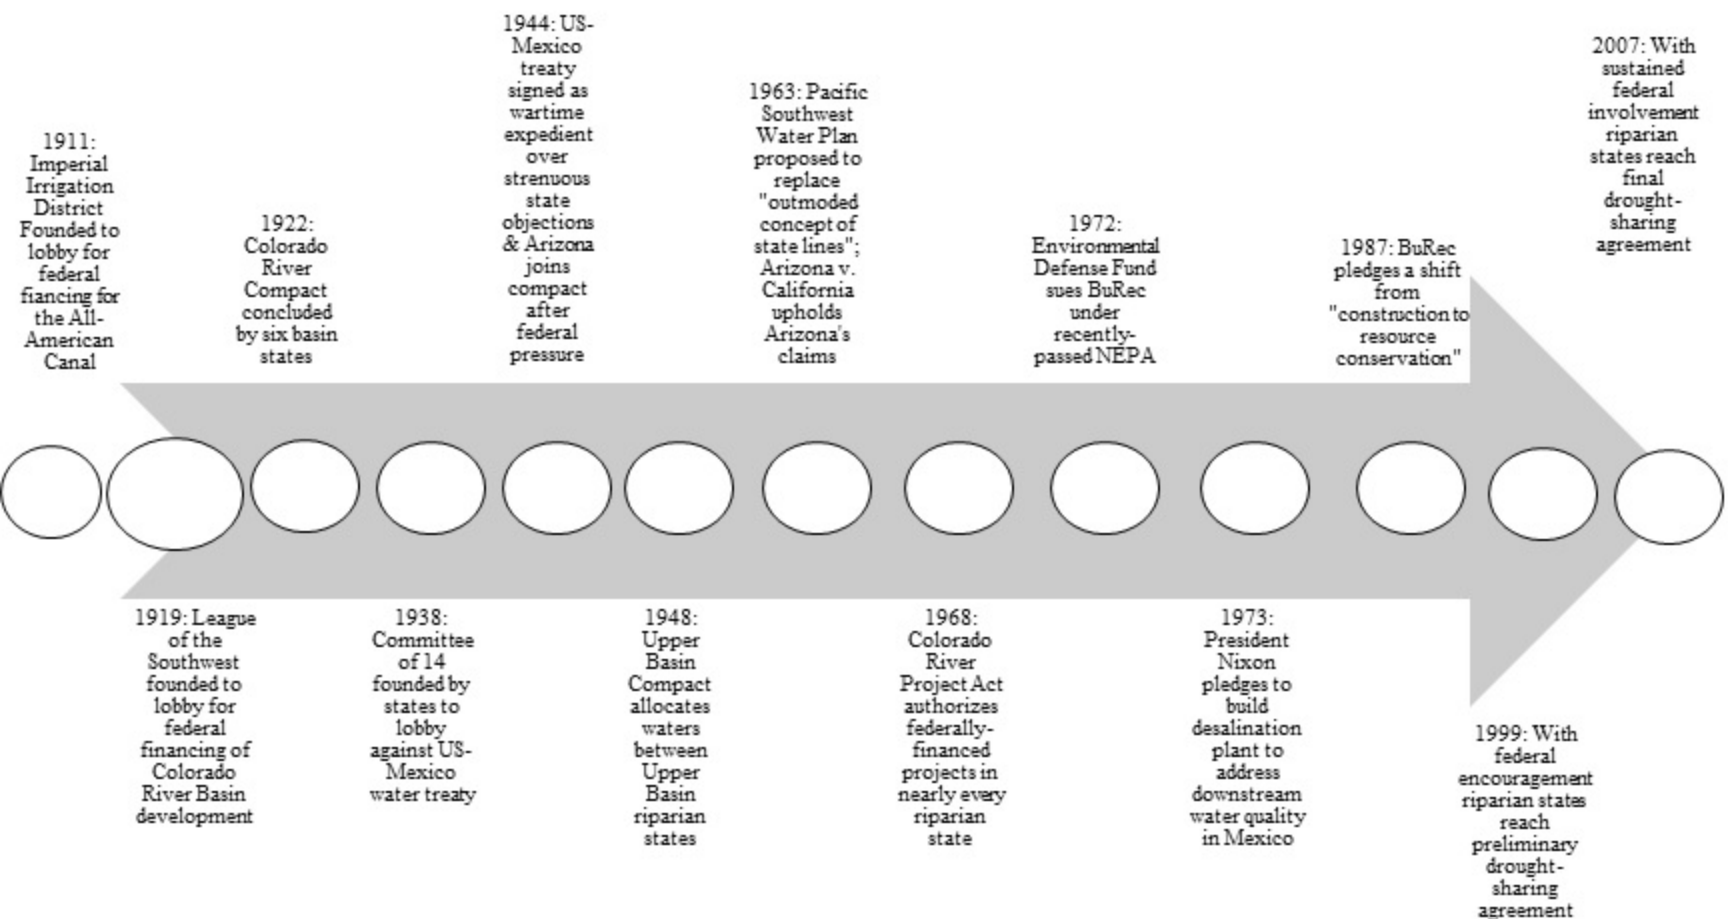 1911:
Imperial
Irrigation
District
Founded to
lobby for
federal
fiancing for
the All-
American
Canal
1919: League
of the
Southwest
founded to
lobby for
federal
financing of
Colorado
River Basin
development
1922:
Colorado
River
Compact
concluded
by six basin
states
1938:
Committee
of 14
founded by
states to
lobby
against US-
Mexico
water treaty
1944: US-
Mexico
treaty
signed as
wartime
expedient
over
strenuous
state
objections
& Arizona
joins
compact
after
federal
pressure
1948:
Upper
Basin
Compact
allocates
waters
between
Upper
Basin
riparian
states
1963: Pacific
Southwest
Water Plan
proposed to
replace
"outmoded
concept of
state lines";
Arizona v.
California
upholds
Arizona's
claims
1968:
Colorado
River
Project Act
authorizes
federally-
financed
projects in
nearly every
riparian
state
1972:
Environmental
Defense Fund
sues BuRec
under
recently-
passed NEPA
1973:
President
Nixon
pledges to
build
desalination
plant to
address
downstream
water quality
in Mexico
1987: BuRec
pledges a shift
from
"construction to
resource
conservation"
1999: With
federal
encouragement
riparian states
reach
preliminary
drought-
sharing
agreement
2007: With
sustained
federal
involvement
riparian
states reach
final
drought-
sharing
agreement